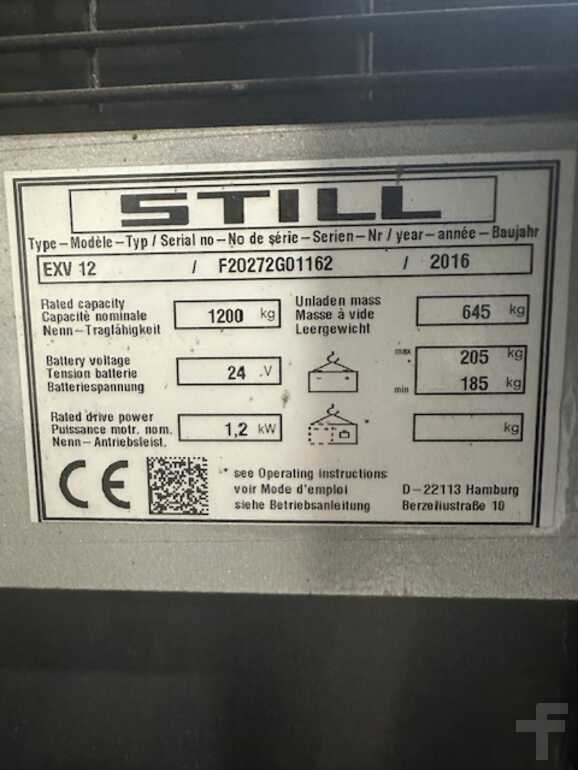 STILL
Type – Modèle – Typ / Serial no – No de série – Serien – Nr / year – année – Baujahr
EXV 12 / F20272G01162 / 2016
Rated capacity
Capacitè nominale
Nenn – Tragfähigkeit
1200 kg
Unladen mass
Masse à vide
Leergewicht
645 kg
Battery voltage
Tension batterie
Batteriespannung
24 .V
max 205 kg
min 185 kg
Rated drive power
Puissance motr. nom.
Nenn – Antriebsleist.
1,2 kW
kg
CE
* see Operating instructions
voir Mode d'emploi
siehe Betriebsanleitung
D – 22113 Hamburg
Berzeliustraße 10
f